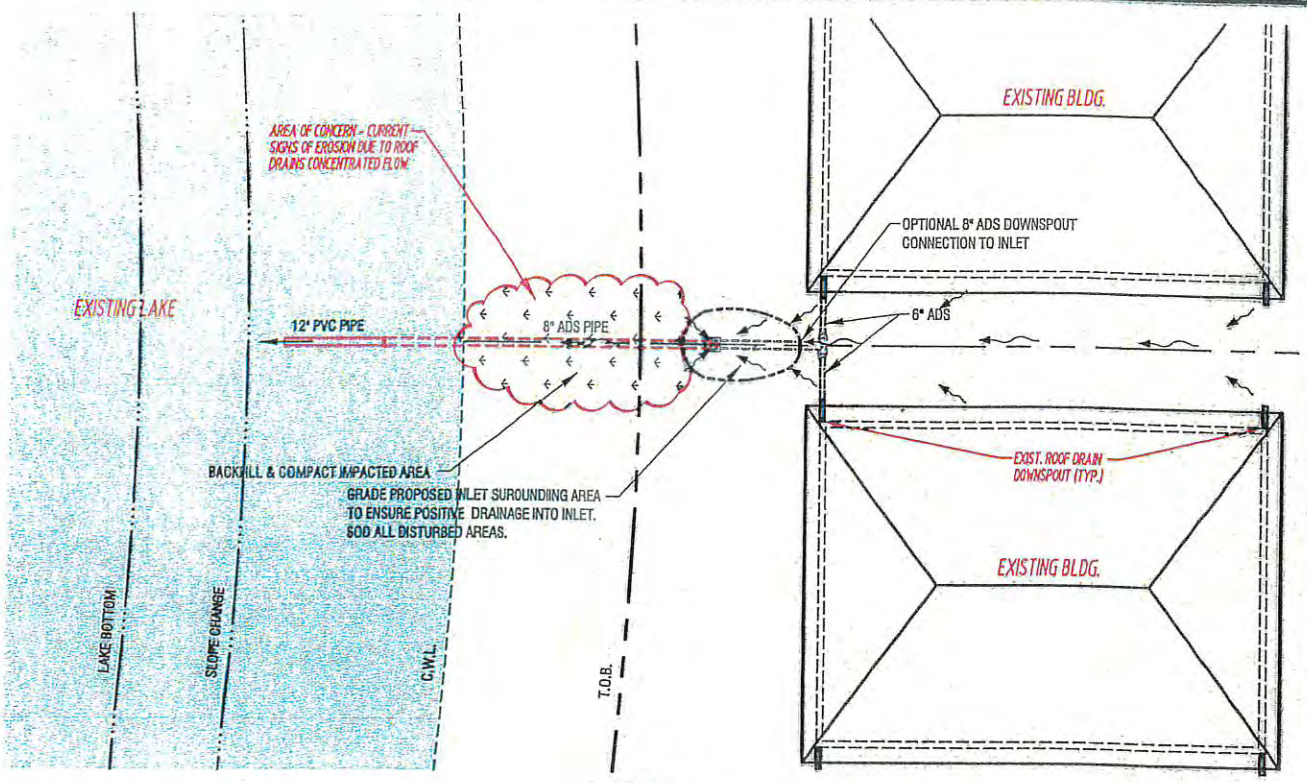 EXISTING BLDG.
AREA OF CONCERN - CURRENT
SIGNS OF EROSION DUE TO ROOF
DRAINS CONCENTRATED FLOW.
OPTIONAL 8" ADS DOWNSPOUT
CONNECTION TO INLET
EXISTING LAKE
12" PVC PIPE
8" ADS PIPE
6" ADS
BACKFILL & COMPACT IMPACTED AREA
GRADE PROPOSED INLET SUROUNDING AREA
TO ENSURE POSITIVE DRAINAGE INTO INLET.
SOD ALL DISTURBED AREAS.
EXIST. ROOF DRAIN
DOWNSPOUT (TYP.)
EXISTING BLDG.
LAKE BOTTOM
SLOPE CHANGE
C.W.L.
T.O.B.